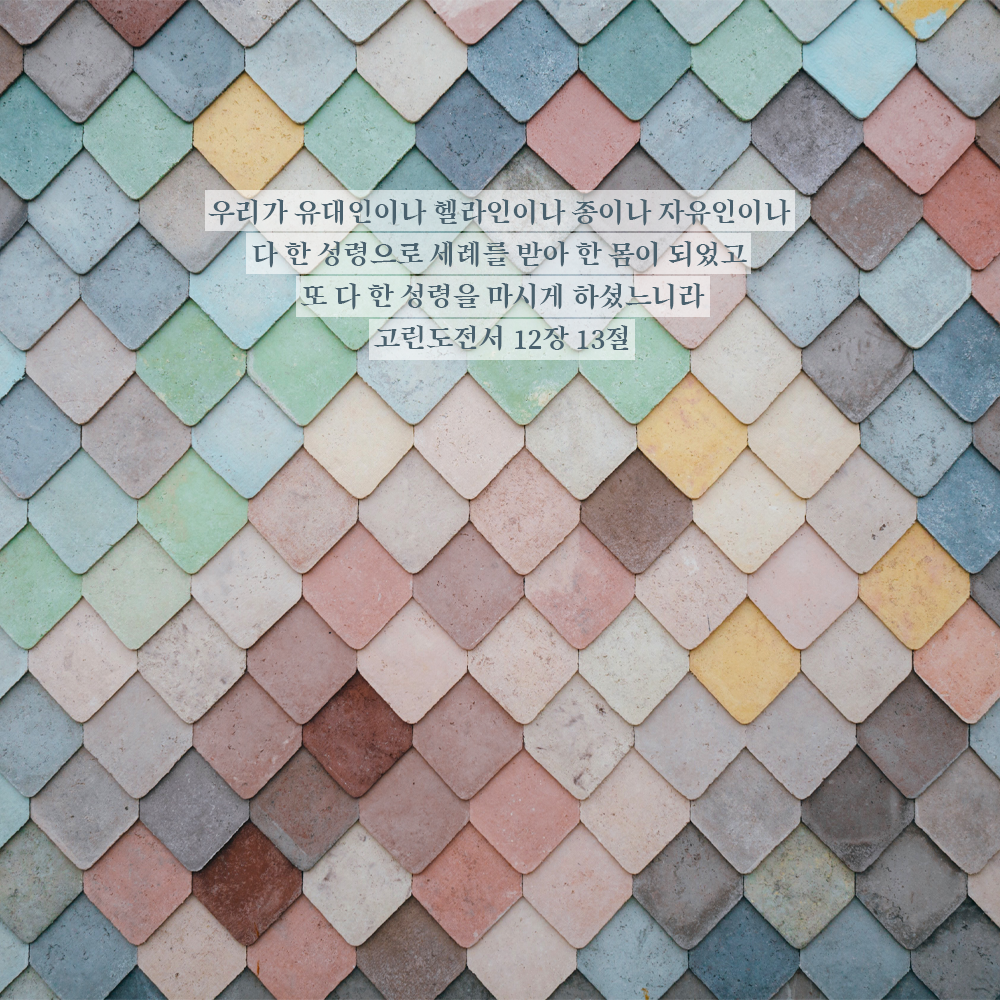 우리가 유대인이나 헬라인이나 종이나 자유인이나
다 한 성령으로 세례를 받아 한 몸이 되었고
또 다 한 성령을 마시게 하셨느니라
고린도전서 12장 13절